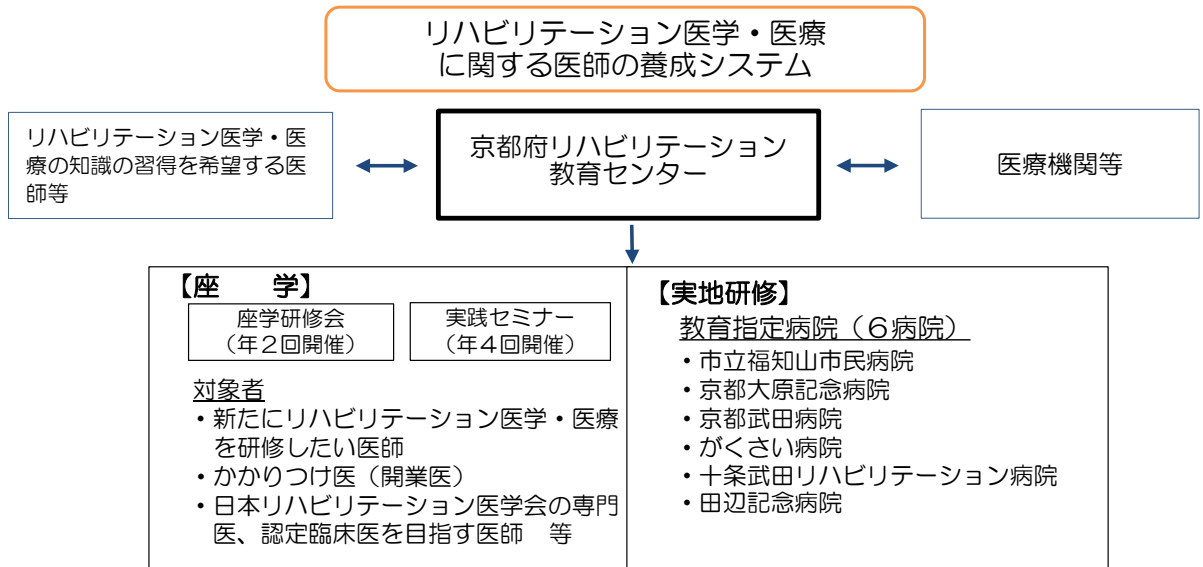 リハビリテーション医学・医療
に関する医師の養成システム
リハビリテーション医学・医
療の知識の習得を希望する医
師等
京都府リハビリテーション
教育センター
医療機関等
【座　　学】
座学研修会
（年２回開催）
実践セミナー
（年４回開催）
対象者
・新たにリハビリテーション医学・医療
を研修したい医師
・かかりつけ医（開業医）
・日本リハビリテーション医学会の専門
医、認定臨床医を目指す医師　等
【実地研修】
教育指定病院（６病院）
・市立福知山市民病院
・京都大原記念病院
・京都武田病院
・がくさい病院
・十条武田リハビリテーション病院
・田辺記念病院